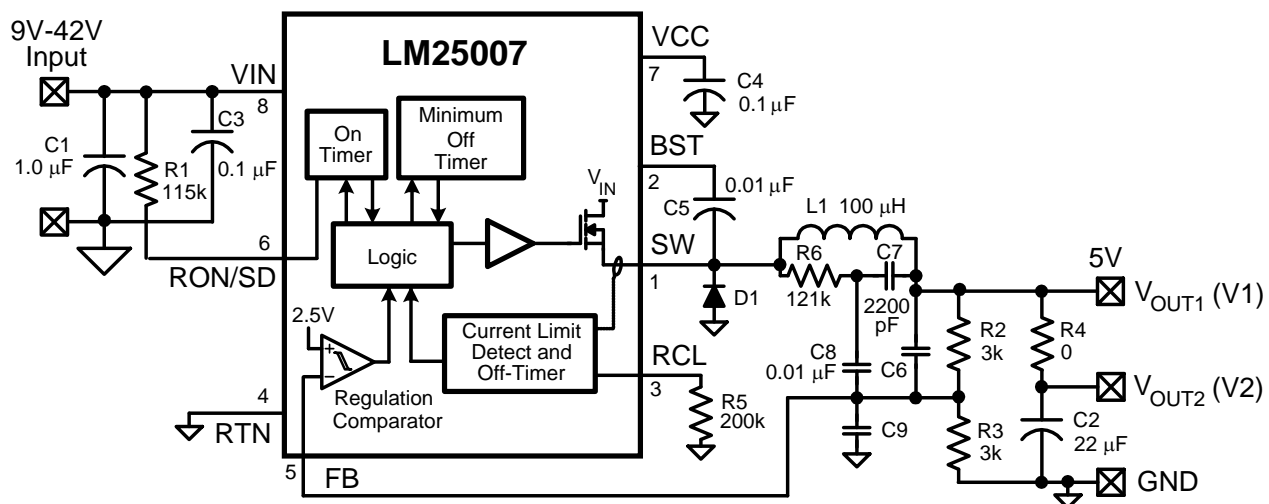 9V-42V
Input
LM25007
VIN
8
C3
0.1 μF
C1
1.0 μF
R1
115k
6
RON/SD
On
Timer
Minimum
Off
Timer
Logic
VIN
VCC
7
C4
0.1 μF
BST
2
0.01 μF
C5
SW
1
D1
L1 100 μH
R6
121k
C7
2200
pF
C8
0.01 μF
C6
C9
R2
3k
R3
3k
R4
0
5V
VOUT1 (V1)
VOUT2 (V2)
C2
22 μF
GND
2.5V
+
−
Regulation
Comparator
Current Limit
Detect and
Off-Timer
RCL
3
R5
200k
4
RTN
5
FB